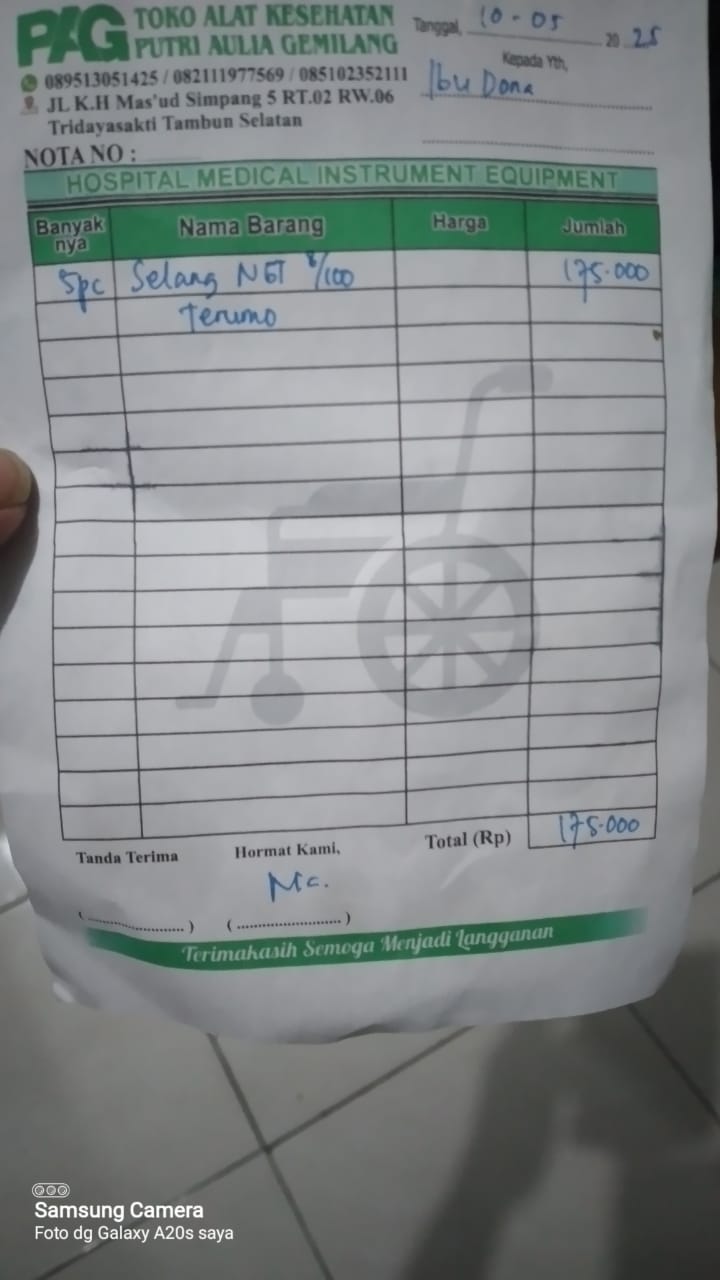 PAG TOKO ALAT KESEHATAN
PUTRI AULIA GEMILANG
089513051425 / 082111977569 / 085102352111
JL K.H Mas'ud Simpang 5 RT.02 RW.06
Tridayasakti Tambun Selatan
Tanggal, 10-05 20 25
Kepada Yth,
Ibu Dona
NOTA NO :
HOSPITAL MEDICAL INSTRUMENT EQUIPMENT
Banyak nya Nama Barang Harga Jumlah
5pc Selang NGT 8/100 175.000
Terumo
Total (Rp) 175.000
Tanda Terima Hormat Kami,
(....................) (....................)
Terimakasih Semoga Menjadi Langganan
Samsung Camera
Foto dg Galaxy A20s saya